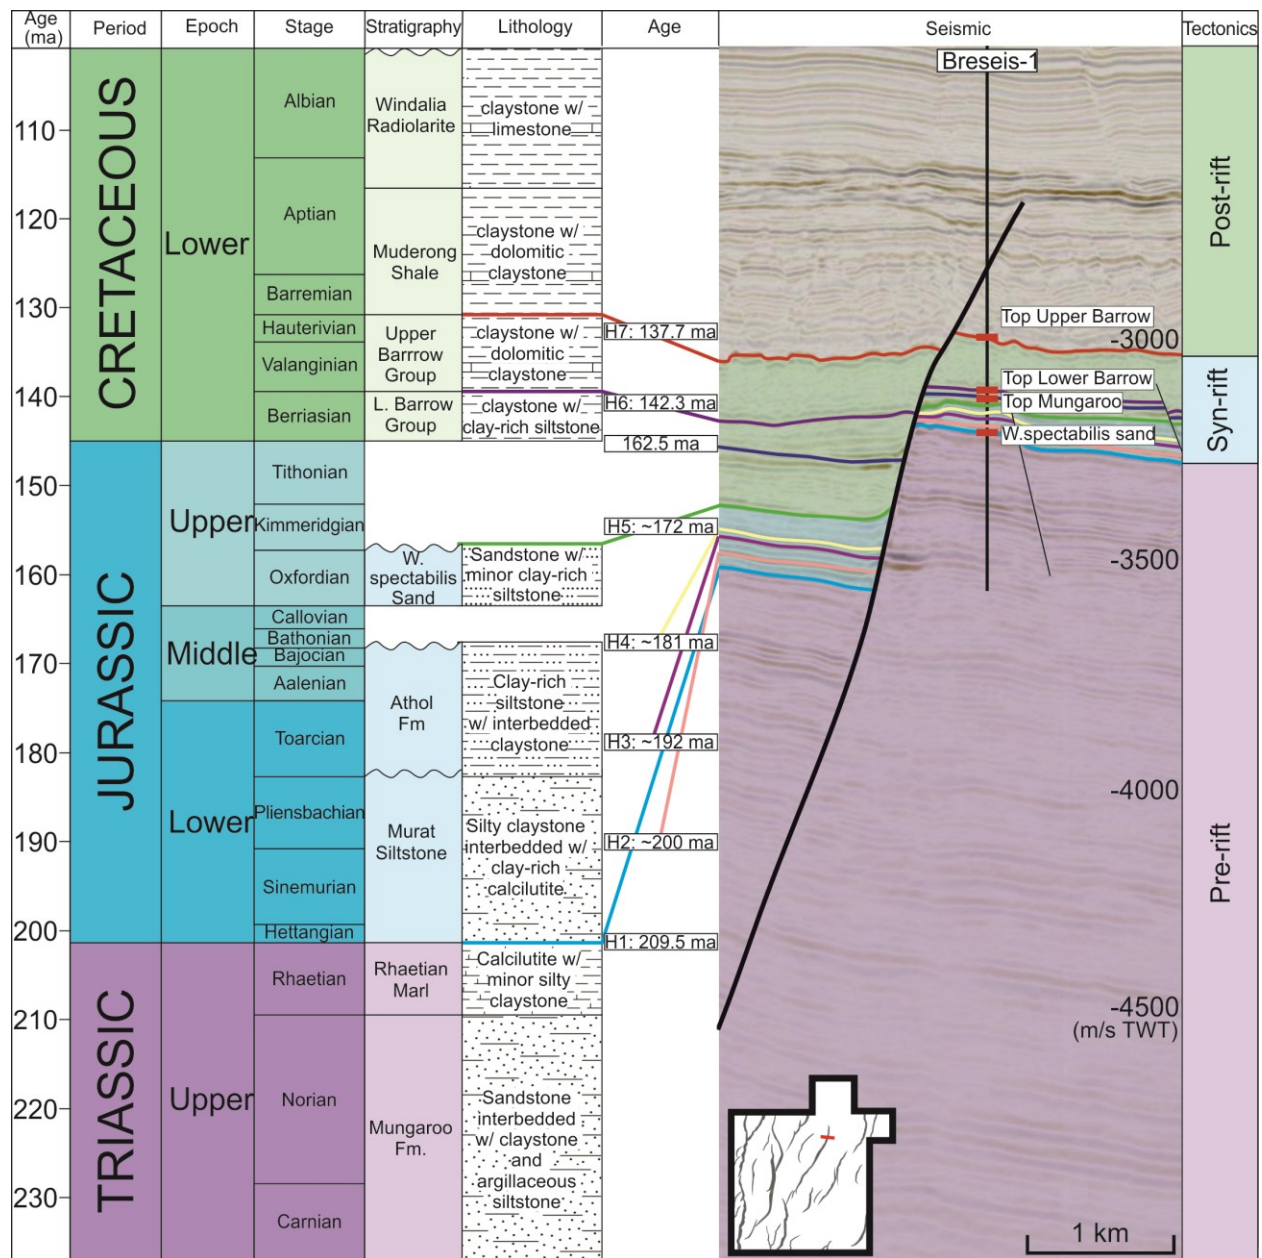 Age
(ma)
Period
Epoch
Stage
Stratigraphy
Lithology
Age
Seismic
Tectonics
110
120
130
140
150
160
170
180
190
200
210
220
230
CRETACEOUS
JURASSIC
TRIASSIC
Lower
Upper
Middle
Lower
Upper
Albian
Aptian
Barremian
Hauterivian
Valanginian
Berriasian
Tithonian
Kimmeridgian
Oxfordian
Callovian
Bathonian
Bajocian
Aalenian
Toarcian
Pliensbachian
Sinemurian
Hettangian
Rhaetian
Norian
Carnian
Windalia
Radiolarite
Muderong
Shale
Upper
Barrrow
Group
L. Barrow
Group
W.
spectabilis
Sand
Athol
Fm
Murat
Siltstone
Rhaetian
Marl
Mungaroo
Fm.
claystone w/
limestone
claystone w/
dolomitic
claystone
claystone w/
dolomitic
claystone
claystone w/
clay-rich siltstone
Sandstone w/
minor clay-rich
siltstone
Clay-rich
siltstone
w/ interbedded
claystone
Silty claystone
interbedded w/
clay-rich
calcilutite
Calcilutite w/
minor silty
claystone
Sandstone
interbedded
w/ claystone
and
argillaceous
siltstone
H7: 137.7 ma
H6: 142.3 ma
162.5 ma
H5: ~172 ma
H4: ~181 ma
H3: ~192 ma
H2: ~200 ma
H1: 209.5 ma
Breseis-1
Top Upper Barrow
-3000
Top Lower Barrow
Top Mungaroo
W.spectabilis sand
-3500
-4000
-4500
(m/s TWT)
1 km
Post-rift
Syn-rift
Pre-rift